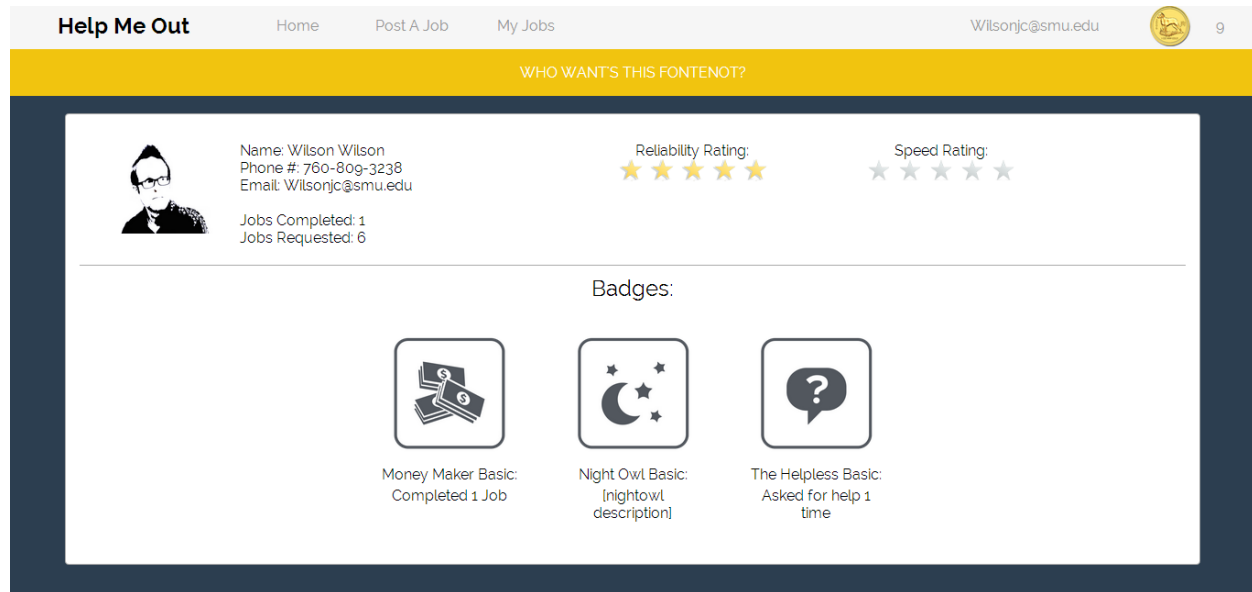 Help Me Out
Home
Post A Job
My Jobs
Wilsonjc@smu.edu
9
WHO WANT'S THIS FONTENOT?
Name: Wilson Wilson
Phone #: 760-809-3238
Email: Wilsonjc@smu.edu
Jobs Completed: 1
Jobs Requested: 6
Reliability Rating:
Speed Rating:
Badges:
$
$
?
Money Maker Basic:
Completed 1 Job
Night Owl Basic:
[nightowl
description]
The Helpless Basic:
Asked for help 1
time